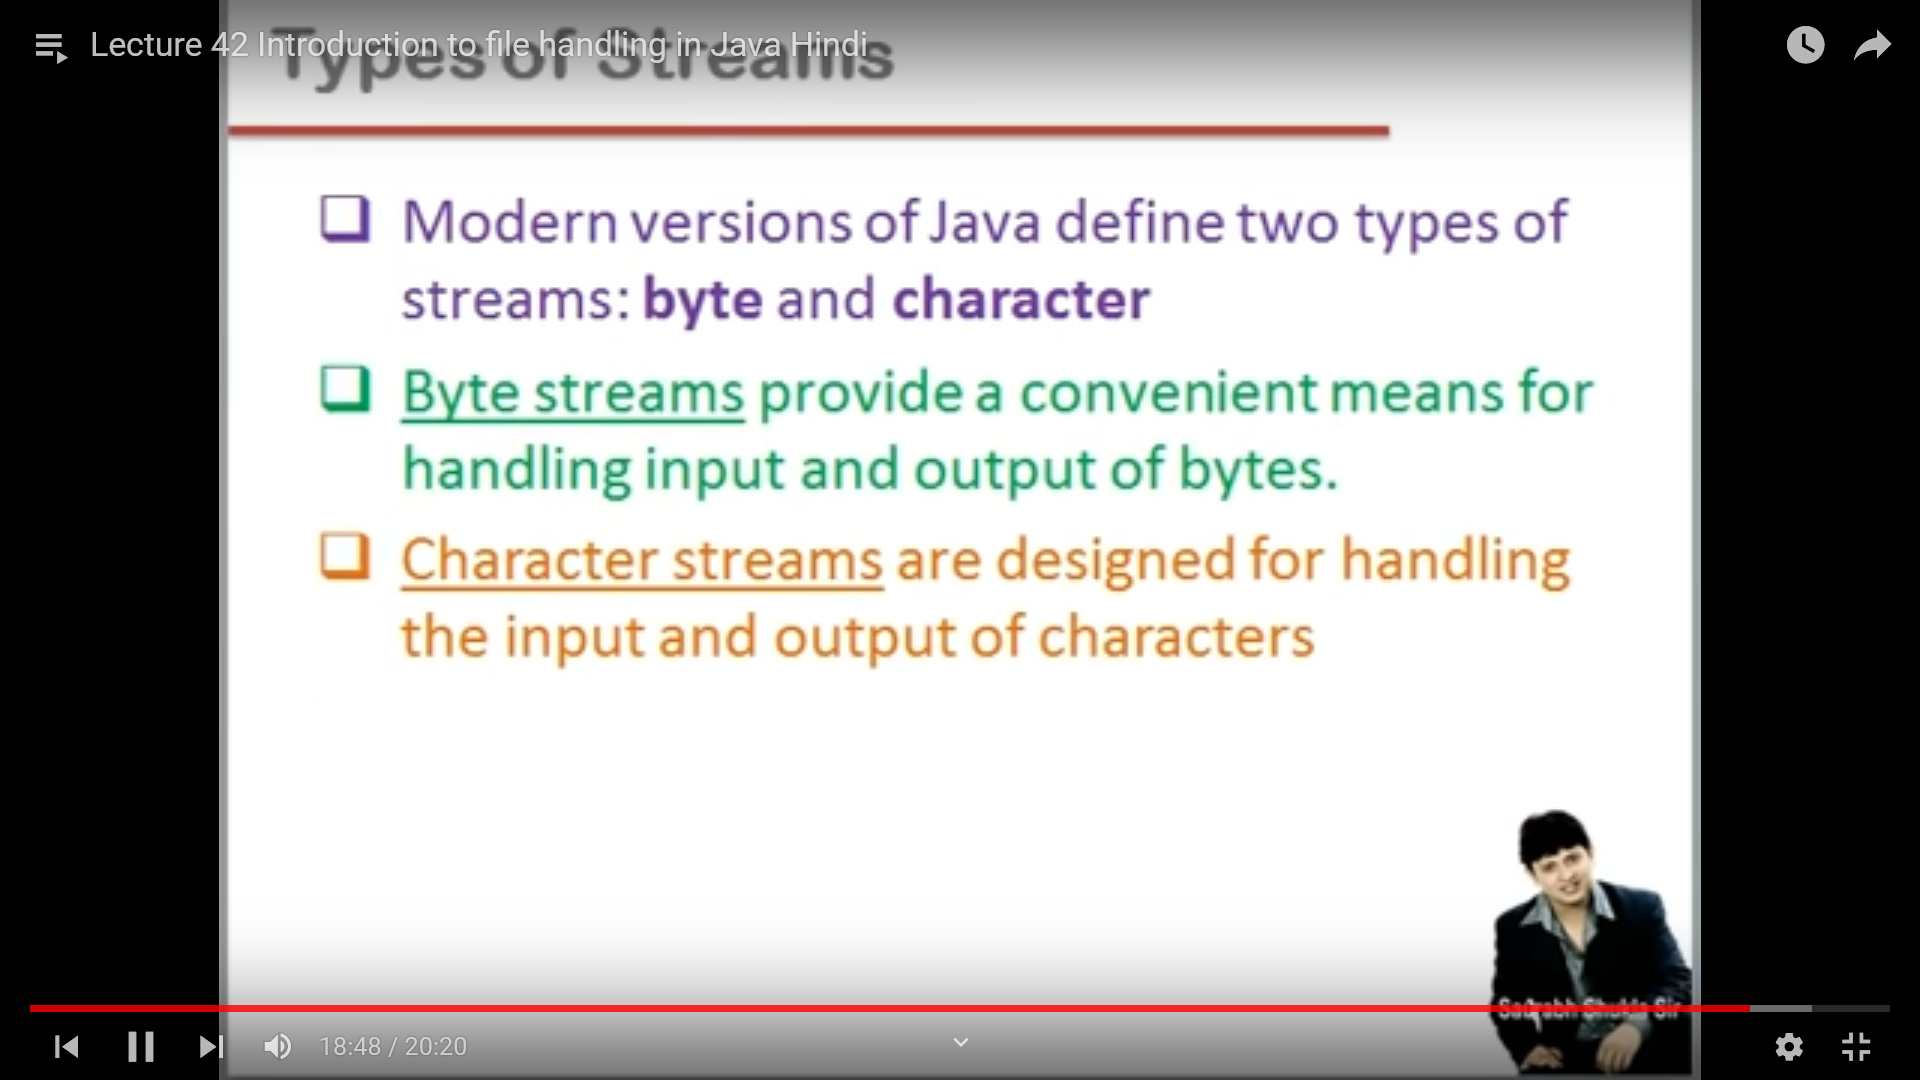 Lecture 42 Introduction to file handling in Java Hindi
Types of Streams
Modern versions of Java define two types of
streams: byte and character
Byte streams provide a convenient means for
handling input and output of bytes.
Character streams are designed for handling
the input and output of characters
Saurabh Shukla Sir
18:48 / 20:20